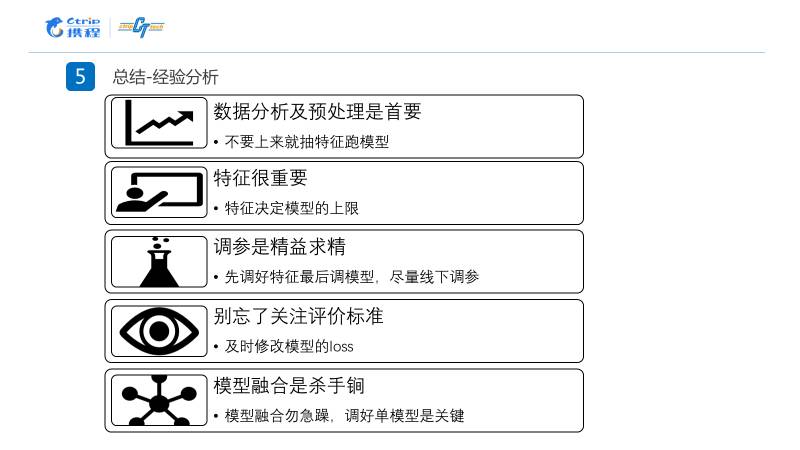 Ctrip
携程
Ctrip
CT
tech
5 总结-经验分析
数据分析及预处理是首要
• 不要上来就抽特征跑模型
特征很重要
• 特征决定模型的上限
调参是精益求精
• 先调好特征最后调模型，尽量线下调参
别忘了关注评价标准
• 及时修改模型的loss
模型融合是杀手锏
• 模型融合勿急躁，调好单模型是关键